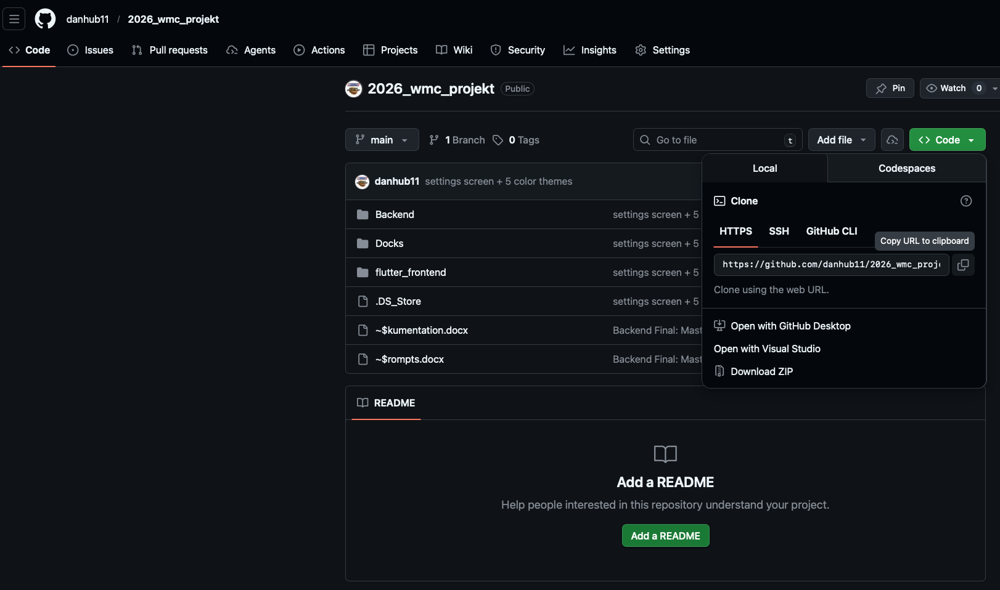 danhub11 / 2026_wmc_projekt
Code Issues Pull requests Agents Actions Projects Wiki Security Insights Settings
2026_wmc_projekt Public Pin Watch 0
main 1 Branch 0 Tags Go to file t Add file Code
Local Codespaces
danhub11 settings screen + 5 color themes
Clone
Backend settings screen + 5
HTTPS SSH GitHub CLI
Copy URL to clipboard
Docks settings screen + 5
https://github.com/danhub11/2026_wmc_proj
flutter_frontend settings screen + 5
Clone using the web URL.
.DS_Store settings screen + 5
~$kumentation.docx Backend Final: Mast
Open with GitHub Desktop
Open with Visual Studio
~$rompts.docx Backend Final: Mast
Download ZIP
README
Add a README
Help people interested in this repository understand your project.
Add a README